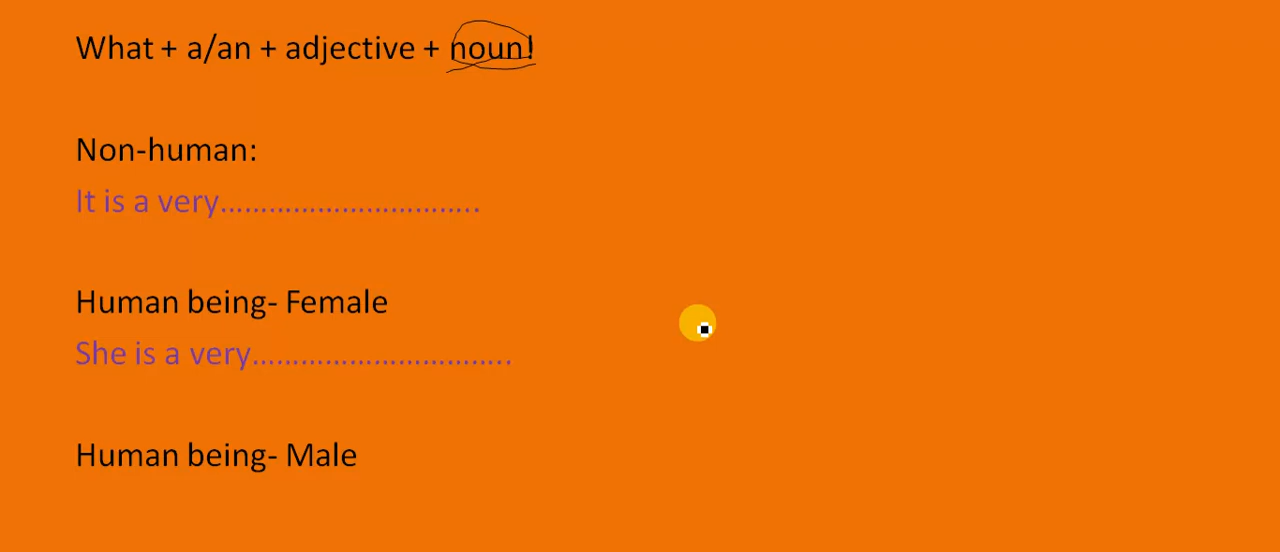 What + a/an + adjective + noun!
Non-human:
It is a very................................
Human being- Female
She is a very................................
Human being- Male